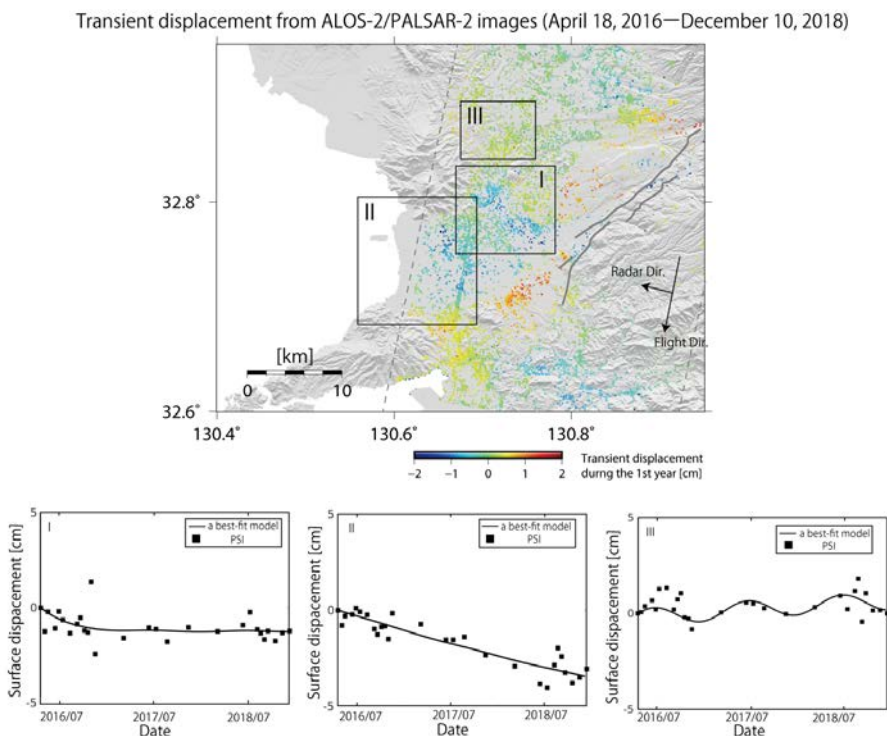 Transient displacement from ALOS-2/PALSAR-2 images (April 18, 2016—December 10, 2018)
III
I
II
32.8°
32.6°
Radar Dir.
Flight Dir.
[km]
0 10
130.4° 130.6° 130.8°
−2 −1 0 1 2
Transient displacement
durng the 1st year [cm]
I
a best-fit model
PSI
5
0
-5
Surface dispacement [cm]
2016/07 2017/07 2018/07
Date
II
a best-fit model
PSI
5
0
-5
Surface dispacement [cm]
2016/07 2017/07 2018/07
Date
III
a best-fit model
PSI
5
0
-5
Surface dispacement [cm]
2016/07 2017/07 2018/07
Date